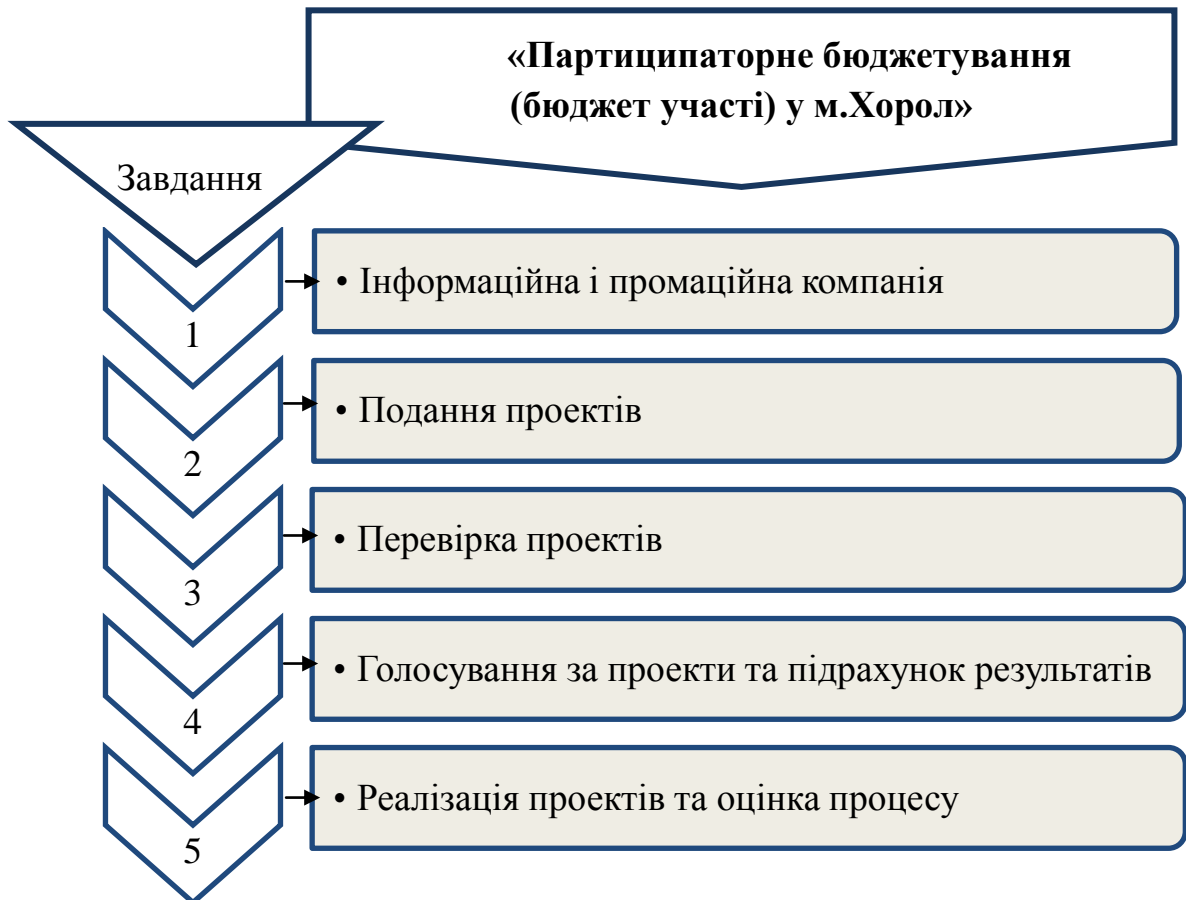 «Партиципаторне бюджетування
(бюджет участі) у м.Хорол»
Завдання
1
• Інформаційна і промаційна компанія
2
• Подання проектів
3
• Перевірка проектів
4
• Голосування за проекти та підрахунок результатів
5
• Реалізація проектів та оцінка процесу